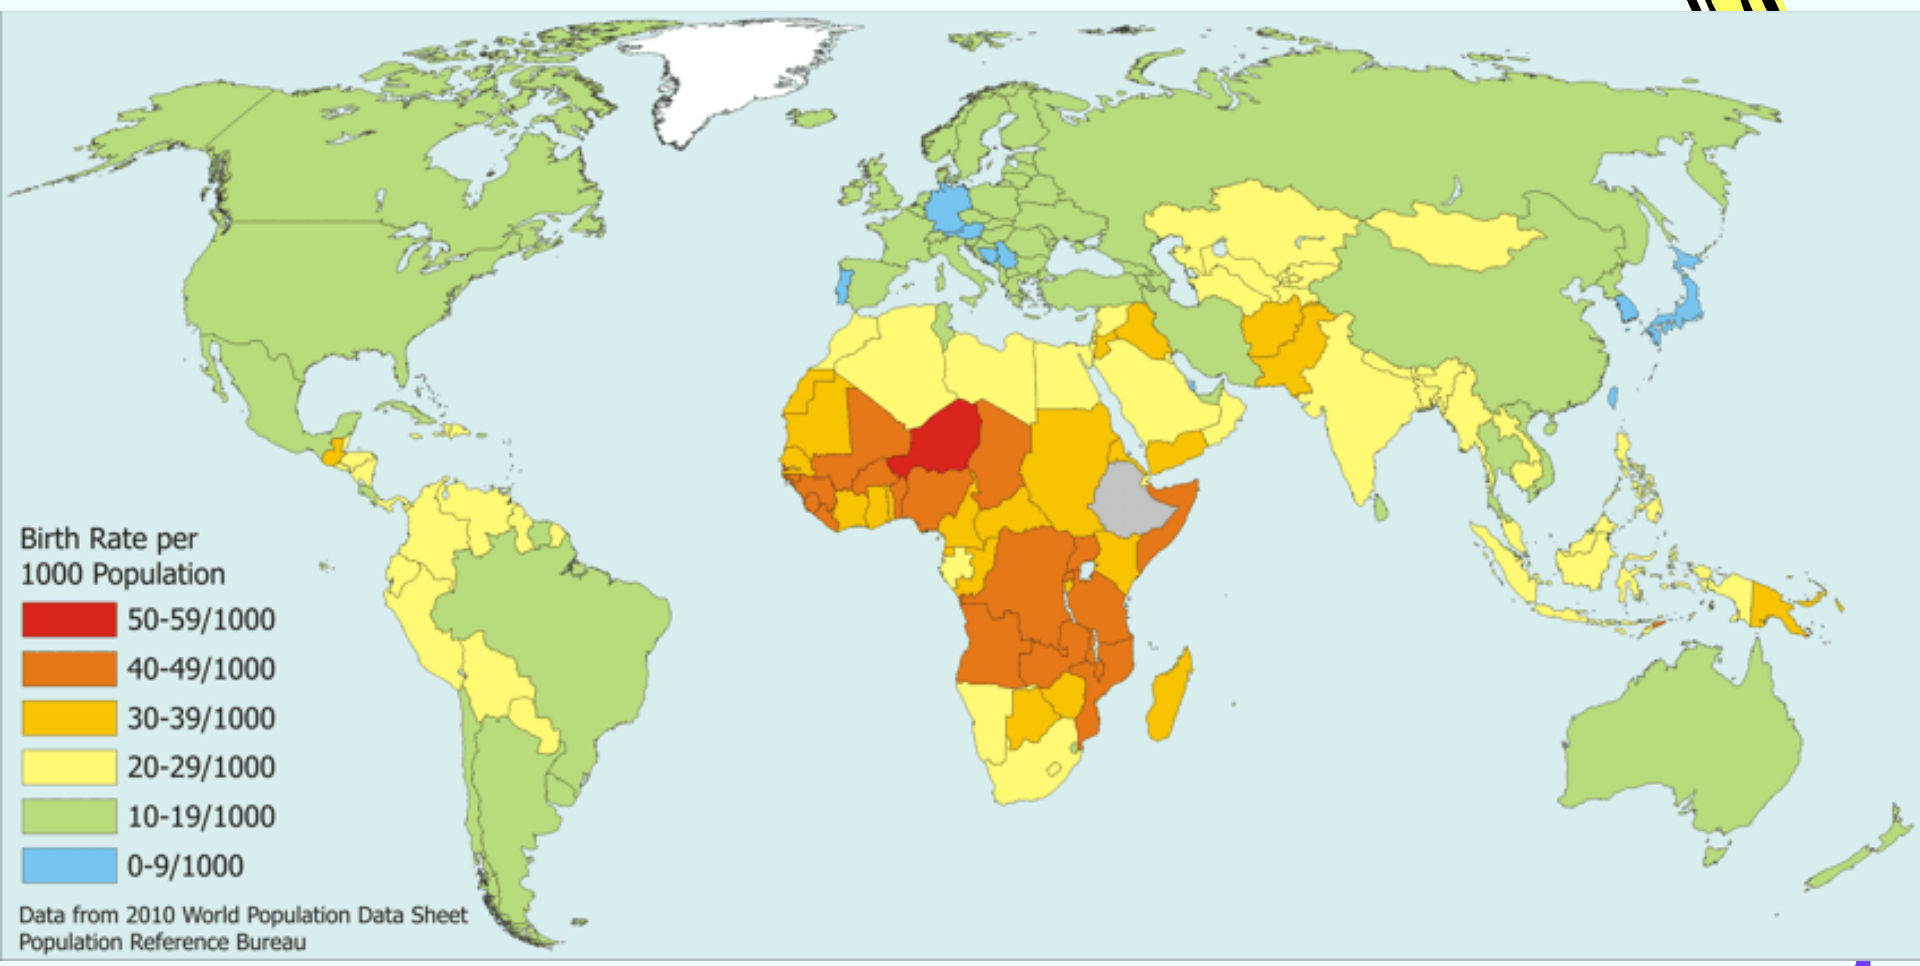 Birth Rate per
1000 Population
50-59/1000
40-49/1000
30-39/1000
20-29/1000
10-19/1000
0-9/1000
Data from 2010 World Population Data Sheet
Population Reference Bureau